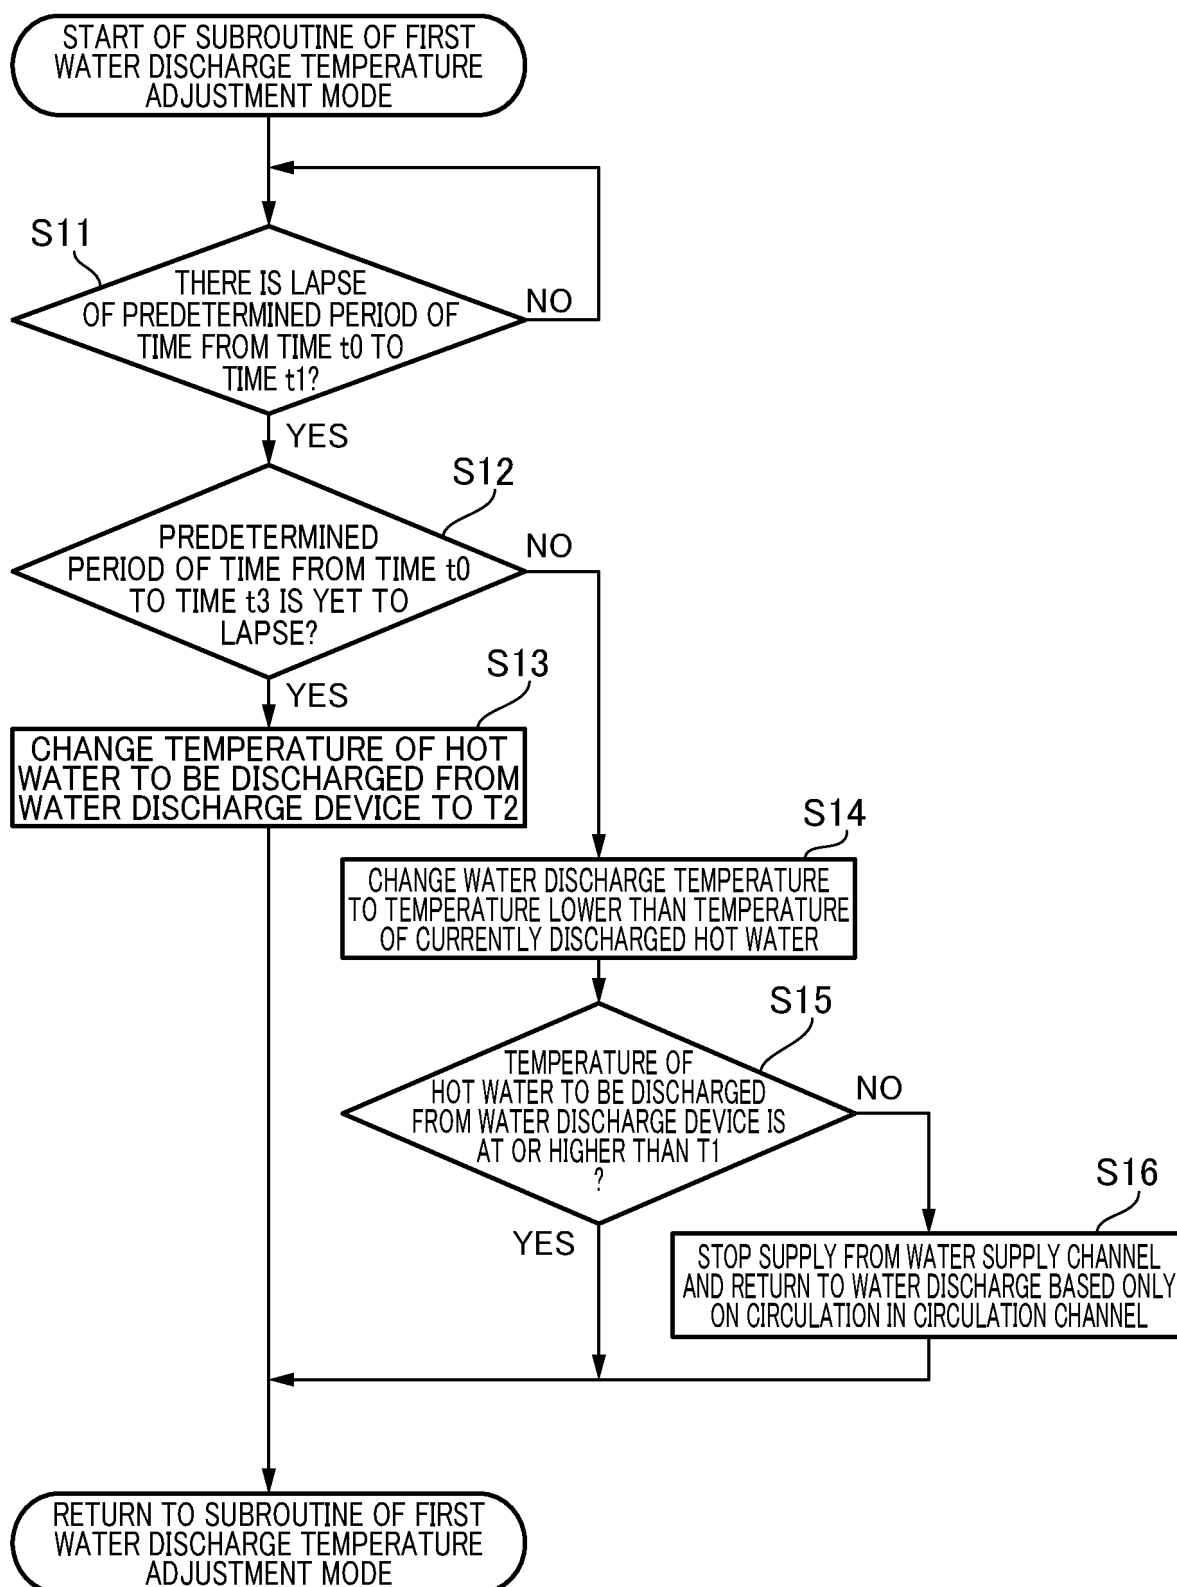 START OF SUBROUTINE OF FIRST
WATER DISCHARGE TEMPERATURE
ADJUSTMENT MODE
S11
THERE IS LAPSE
OF PREDETERMINED PERIOD OF
TIME FROM TIME t0 TO
TIME t1?
NO
YES
S12
PREDETERMINED
PERIOD OF TIME FROM TIME t0
TO TIME t3 IS YET TO
LAPSE?
NO
YES
S13
CHANGE TEMPERATURE OF HOT
WATER TO BE DISCHARGED FROM
WATER DISCHARGE DEVICE TO T2
S14
CHANGE WATER DISCHARGE TEMPERATURE
TO TEMPERATURE LOWER THAN TEMPERATURE
OF CURRENTLY DISCHARGED HOT WATER
S15
TEMPERATURE OF
HOT WATER TO BE DISCHARGED
FROM WATER DISCHARGE DEVICE IS
AT OR HIGHER THAN T1
?
NO
YES
S16
STOP SUPPLY FROM WATER SUPPLY CHANNEL
AND RETURN TO WATER DISCHARGE BASED ONLY
ON CIRCULATION IN CIRCULATION CHANNEL
RETURN TO SUBROUTINE OF FIRST
WATER DISCHARGE TEMPERATURE
ADJUSTMENT MODE